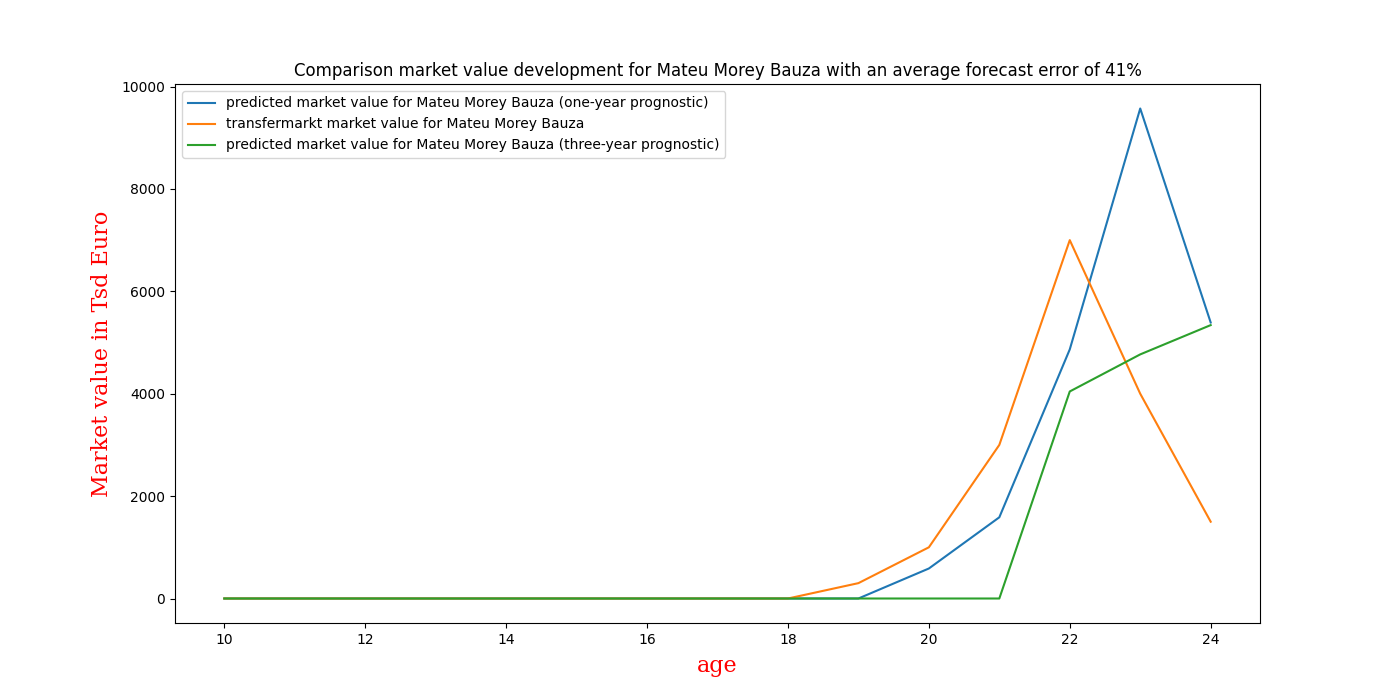 Comparison market value development for Mateu Morey Bauza with an average forecast error of 41%
predicted market value for Mateu Morey Bauza (one-year prognostic)
transfermarkt market value for Mateu Morey Bauza
predicted market value for Mateu Morey Bauza (three-year prognostic)
10000
8000
6000
4000
2000
0
Market value in Tsd Euro
10 12 14 16 18 20 22 24
age